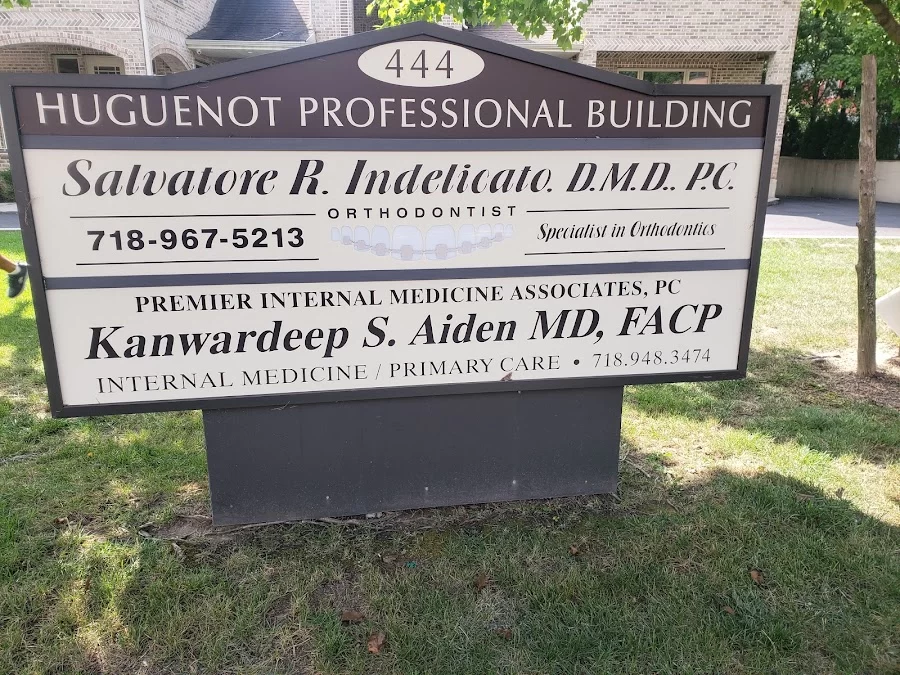 444
HUGUENOT PROFESSIONAL BUILDING
Salvatore R. Indelicato. D.M.D.. P.C.
ORTHODONTIST
718-967-5213
Specialist in Orthodontics
PREMIER INTERNAL MEDICINE ASSOCIATES, PC
Kanwardeep S. Aiden MD, FACP
INTERNAL MEDICINE / PRIMARY CARE • 718.948.3474